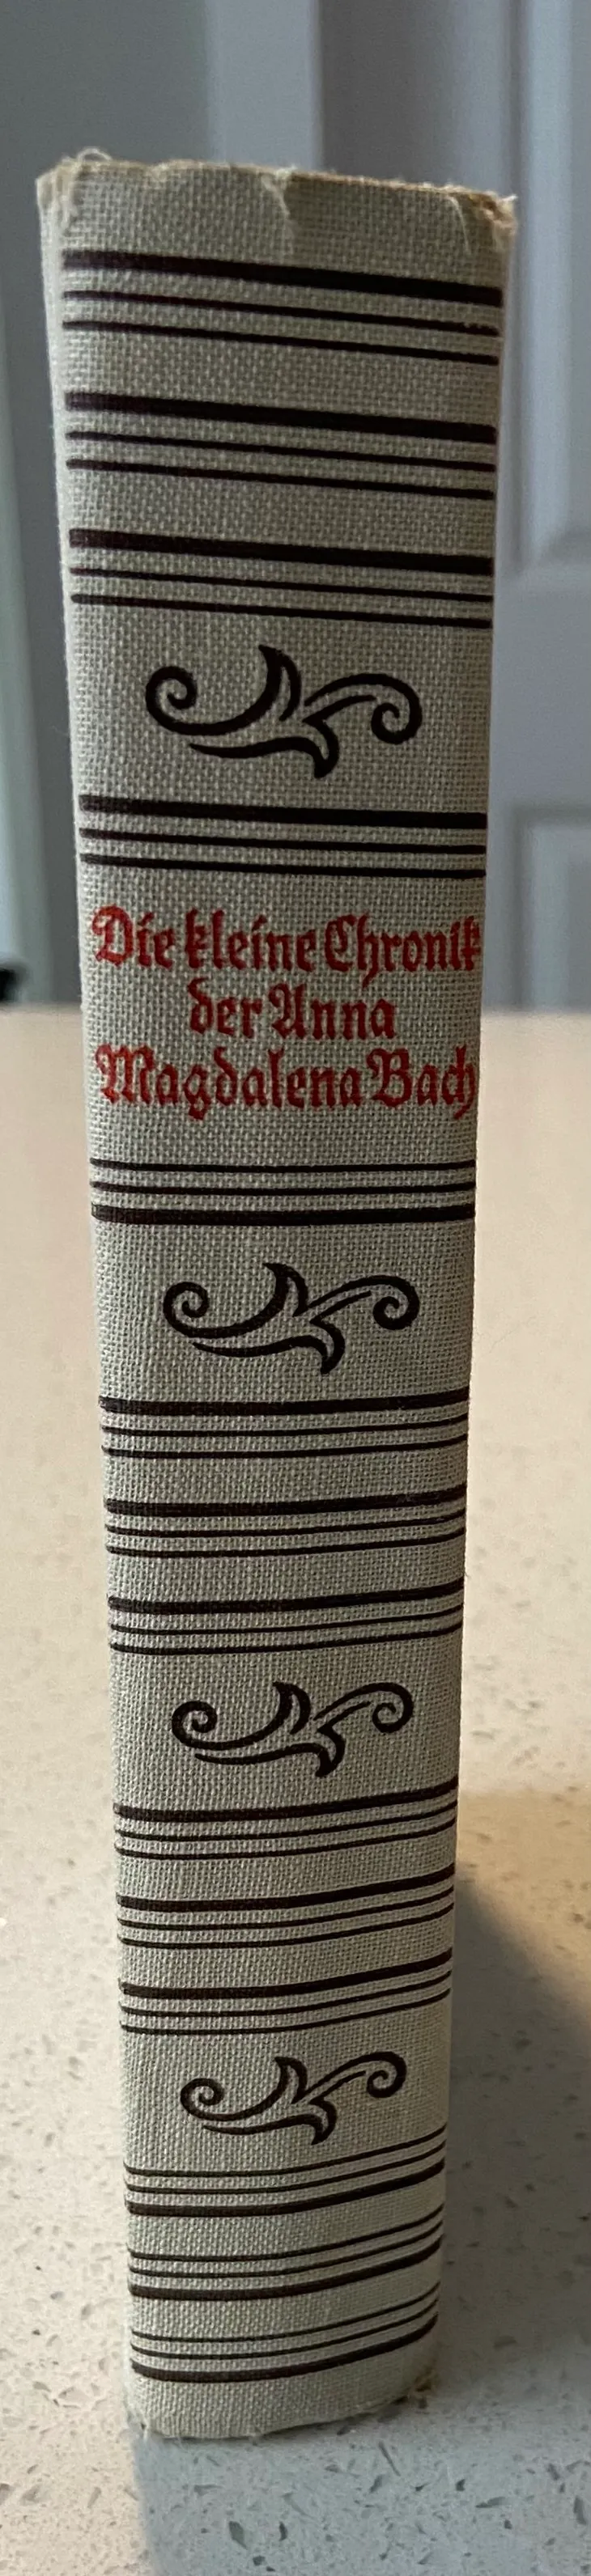 Die kleine Chronik
der Anna
Magdalena Bach